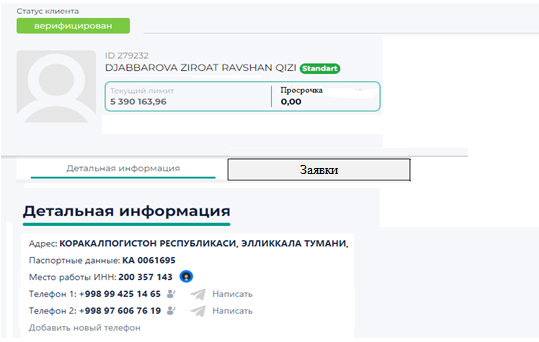 Статус клиента
верифицирован
ID 279232
DJABBAROVA ZIROAT RAVSHAN QIZI Standart
Текущий лимит Просрочка
5 390 163,96 0,00
Детальная информация Заявки
Детальная информация
Адрес: КОРАКАЛПОГИСТОН РЕСПУБЛИКАСИ, ЭЛЛИККАЛА ТУМАНИ,
Паспортные данные: КА 0061695
Место работы ИНН: 200 357 143
Телефон 1: +998 99 425 14 65 Написать
Телефон 2: +998 97 606 76 19 Написать
Добавить новый телефон